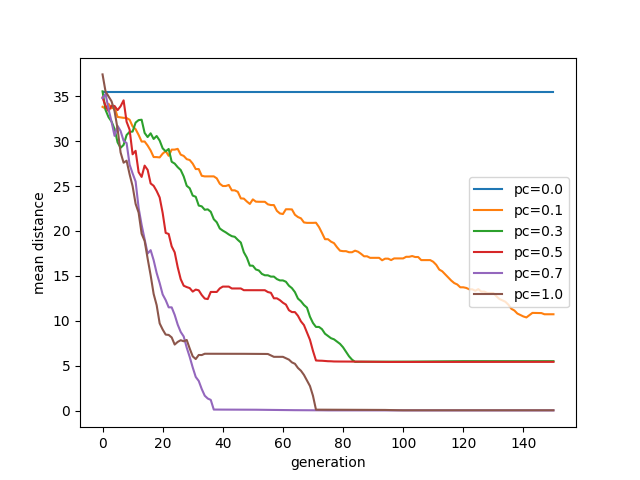 35
30
25
20
15
10
5
0
mean distance
pc=0.0
pc=0.1
pc=0.3
pc=0.5
pc=0.7
pc=1.0
0 20 40 60 80 100 120 140
generation